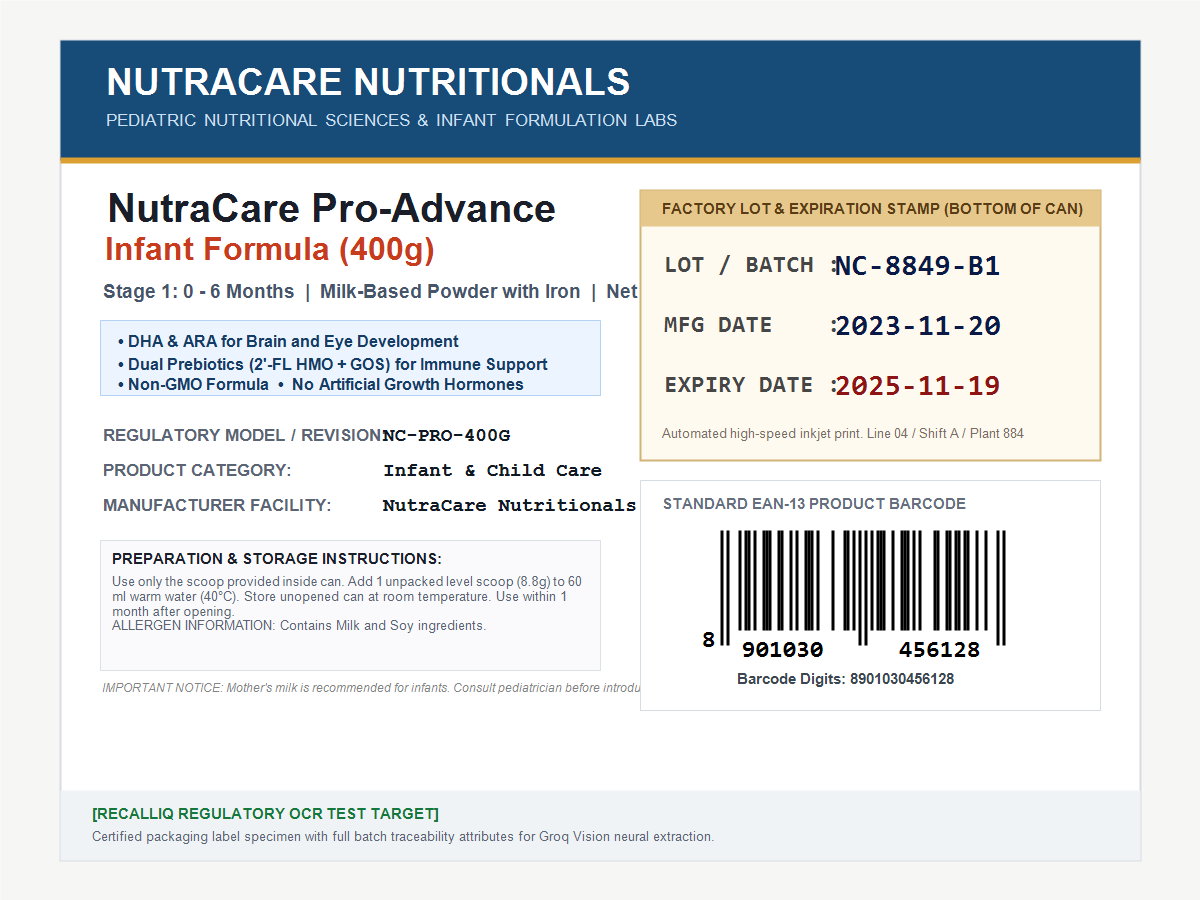 NUTRACARE NUTRITIONALS
PEDIATRIC NUTRITIONAL SCIENCES & INFANT FORMULATION LABS
NutraCare Pro-Advance
Infant Formula (400g)
Stage 1: 0 - 6 Months | Milk-Based Powder with Iron | Net
• DHA & ARA for Brain and Eye Development
• Dual Prebiotics (2'-FL HMO + GOS) for Immune Support
• Non-GMO Formula • No Artificial Growth Hormones
REGULATORY MODEL / REVISION: NC-PRO-400G
PRODUCT CATEGORY: Infant & Child Care
MANUFACTURER FACILITY: NutraCare Nutritionals
PREPARATION & STORAGE INSTRUCTIONS:
Use only the scoop provided inside can. Add 1 unpacked level scoop (8.8g) to 60
ml warm water (40°C). Store unopened can at room temperature. Use within 1
month after opening.
ALLERGEN INFORMATION: Contains Milk and Soy ingredients.
IMPORTANT NOTICE: Mother's milk is recommended for infants. Consult pediatrician before introdu
FACTORY LOT & EXPIRATION STAMP (BOTTOM OF CAN)
LOT / BATCH : NC-8849-B1
MFG DATE : 2023-11-20
EXPIRY DATE : 2025-11-19
Automated high-speed inkjet print. Line 04 / Shift A / Plant 884
STANDARD EAN-13 PRODUCT BARCODE
8 901030 456128
Barcode Digits: 8901030456128
[RECALLIQ REGULATORY OCR TEST TARGET]
Certified packaging label specimen with full batch traceability attributes for Groq Vision neural extraction.